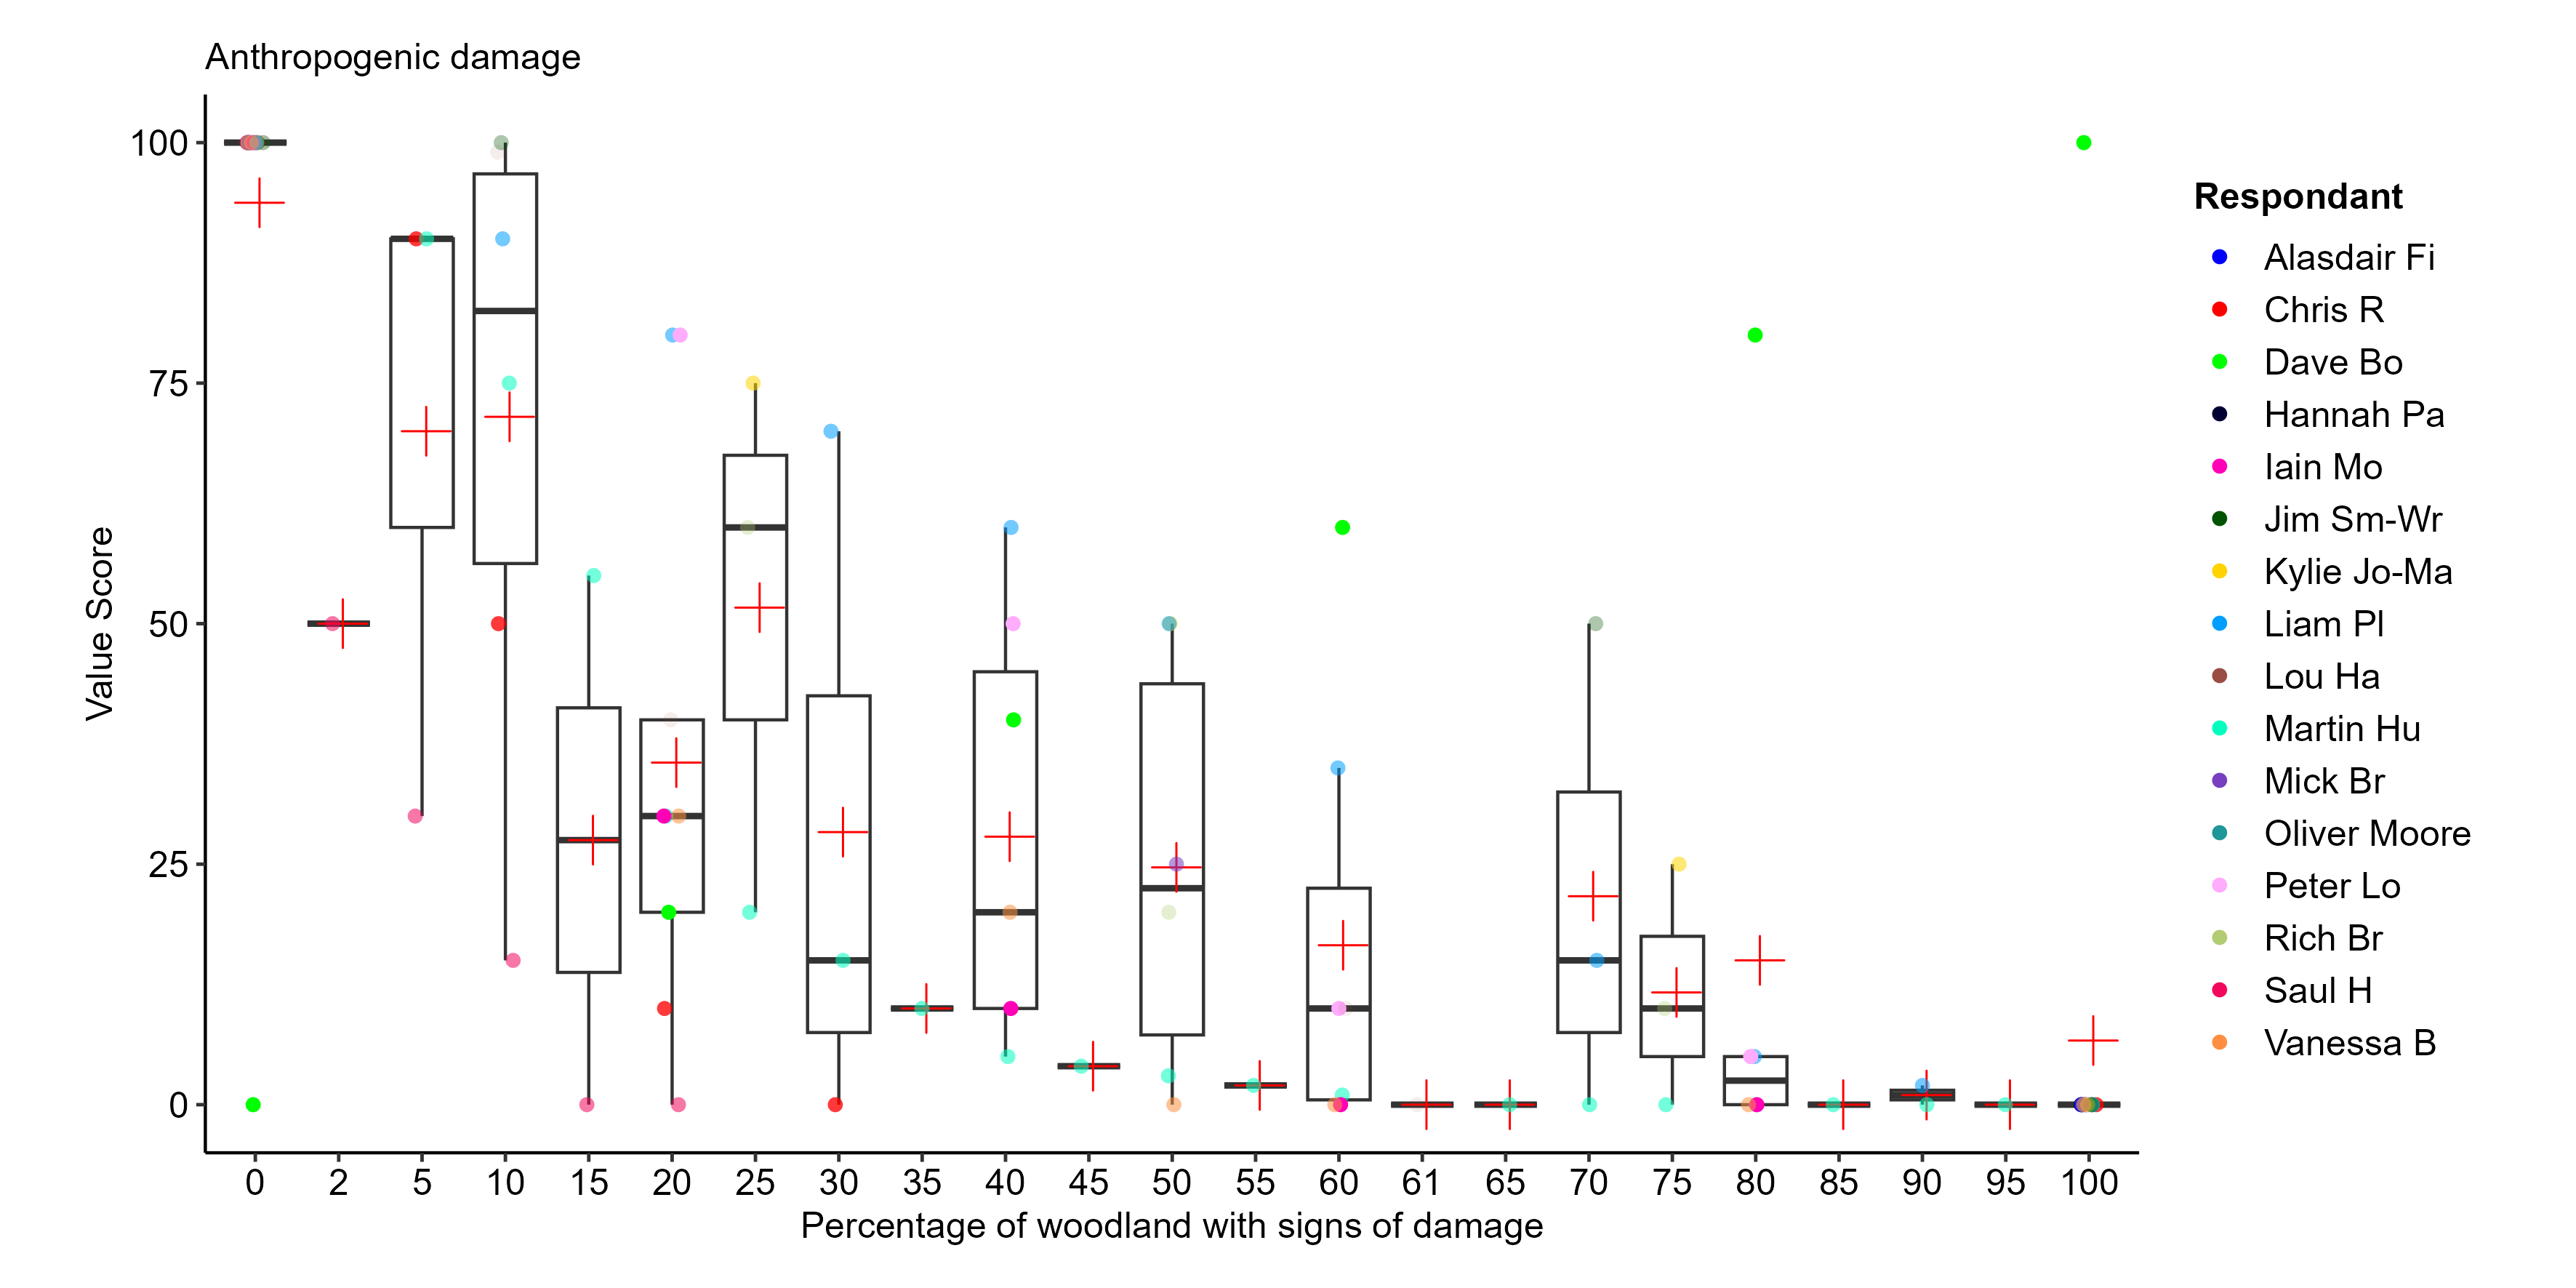 Anthropogenic damage
Value Score
100
75
50
25
0
0 2 5 10 15 20 25 30 35 40 45 50 55 60 61 65 70 75 80 85 90 95 100
Percentage of woodland with signs of damage
Respondant
Alasdair Fi
Chris R
Dave Bo
Hannah Pa
Iain Mo
Jim Sm-Wr
Kylie Jo-Ma
Liam Pl
Lou Ha
Martin Hu
Mick Br
Oliver Moore
Peter Lo
Rich Br
Saul H
Vanessa B